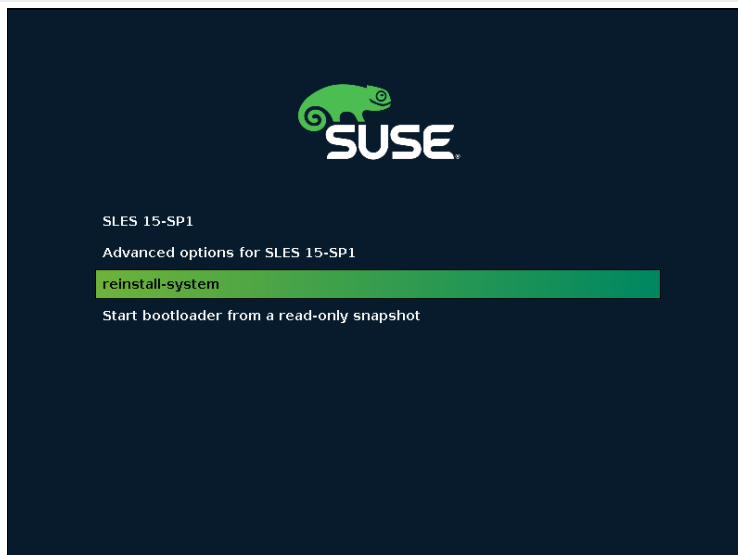 SUSE
SLES 15-SP1
Advanced options for SLES 15-SP1
reinstall-system
Start bootloader from a read-only snapshot